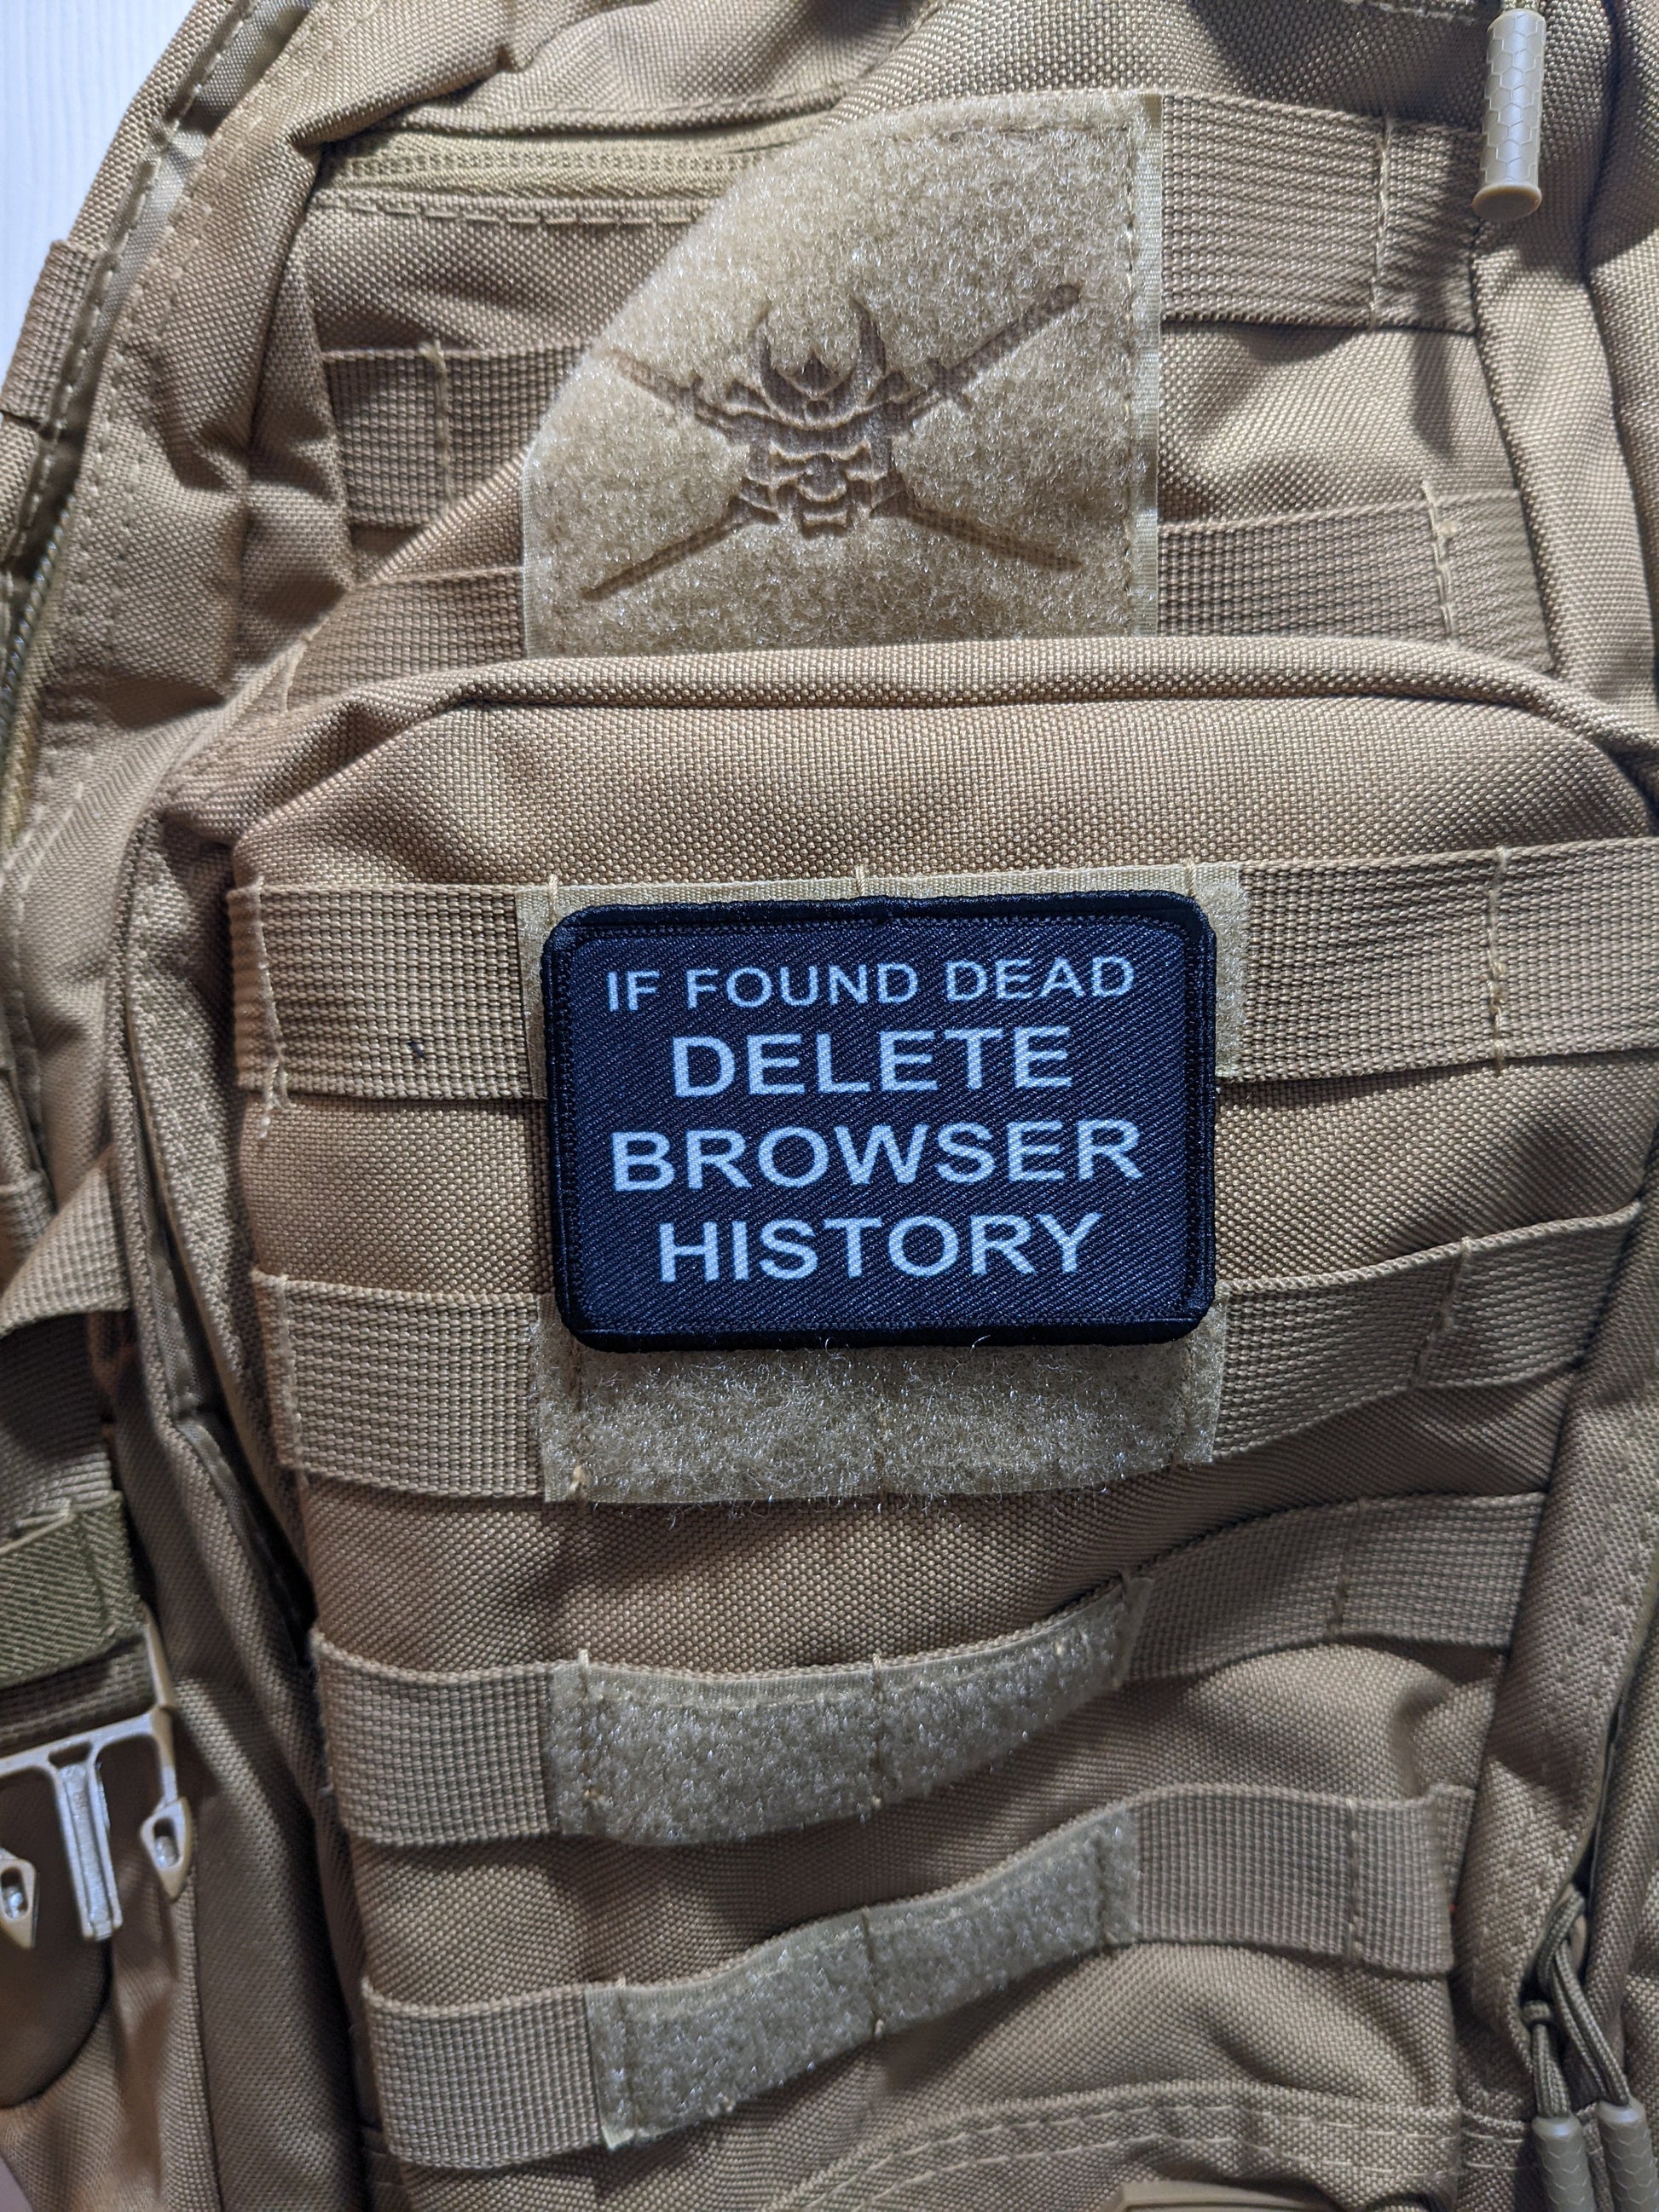 IF FOUND DEAD
DELETE
BROWSER
HISTORY